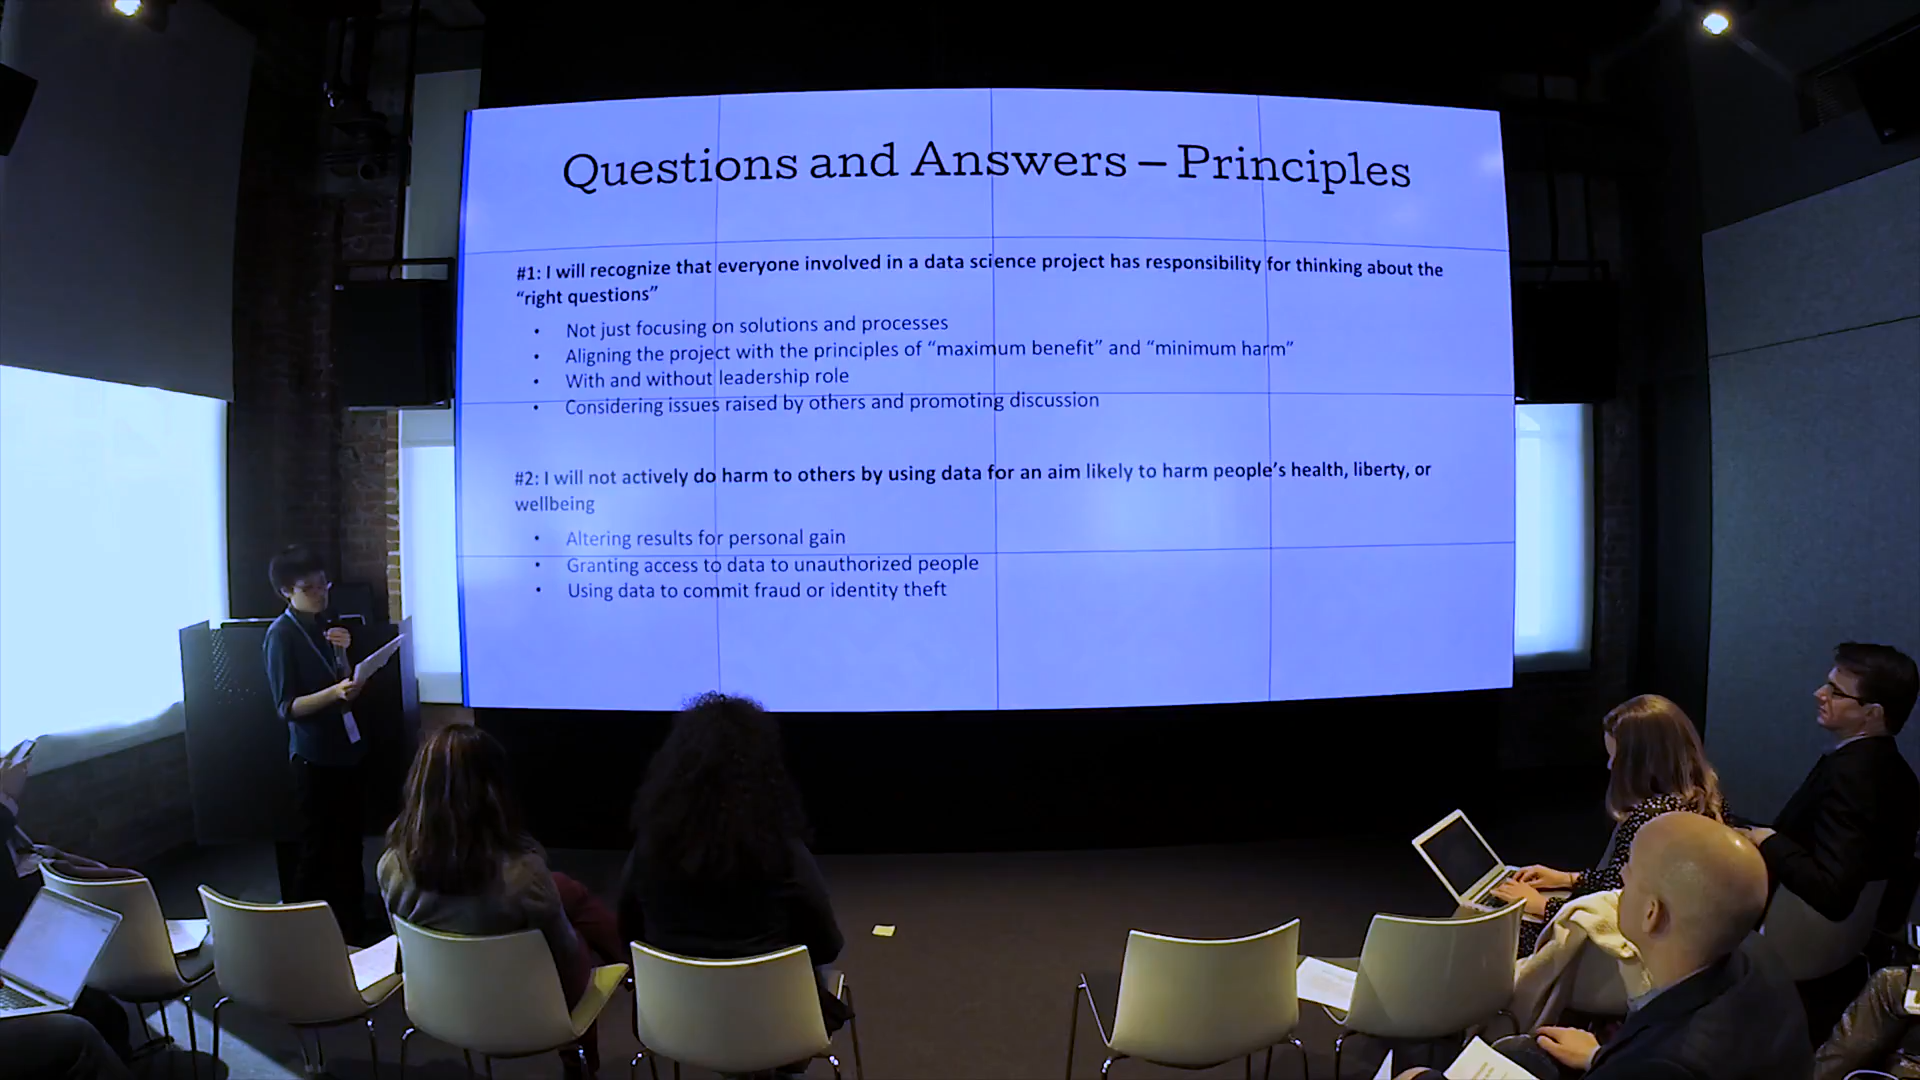 Questions and Answers – Principles
#1: I will recognize that everyone involved in a data science project has responsibility for thinking about the
“right questions”
• Not just focusing on solutions and processes
• Aligning the project with the principles of “maximum benefit” and “minimum harm”
• With and without leadership role
• Considering issues raised by others and promoting discussion
#2: I will not actively do harm to others by using data for an aim likely to harm people’s health, liberty, or
wellbeing
• Altering results for personal gain
• Granting access to data to unauthorized people
• Using data to commit fraud or identity theft